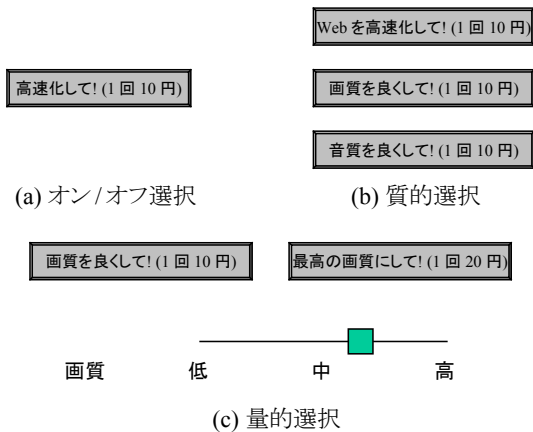 Web を高速化して! (1 回 10 円)
高速化して! (1 回 10 円)
画質を良くして! (1 回 10 円)
音質を良くして! (1 回 10 円)
(a) オン/オフ選択
(b) 質的選択
画質を良くして! (1 回 10 円)
最高の画質にして! (1 回 20 円)
画質 低 中 高
(c) 量的選択